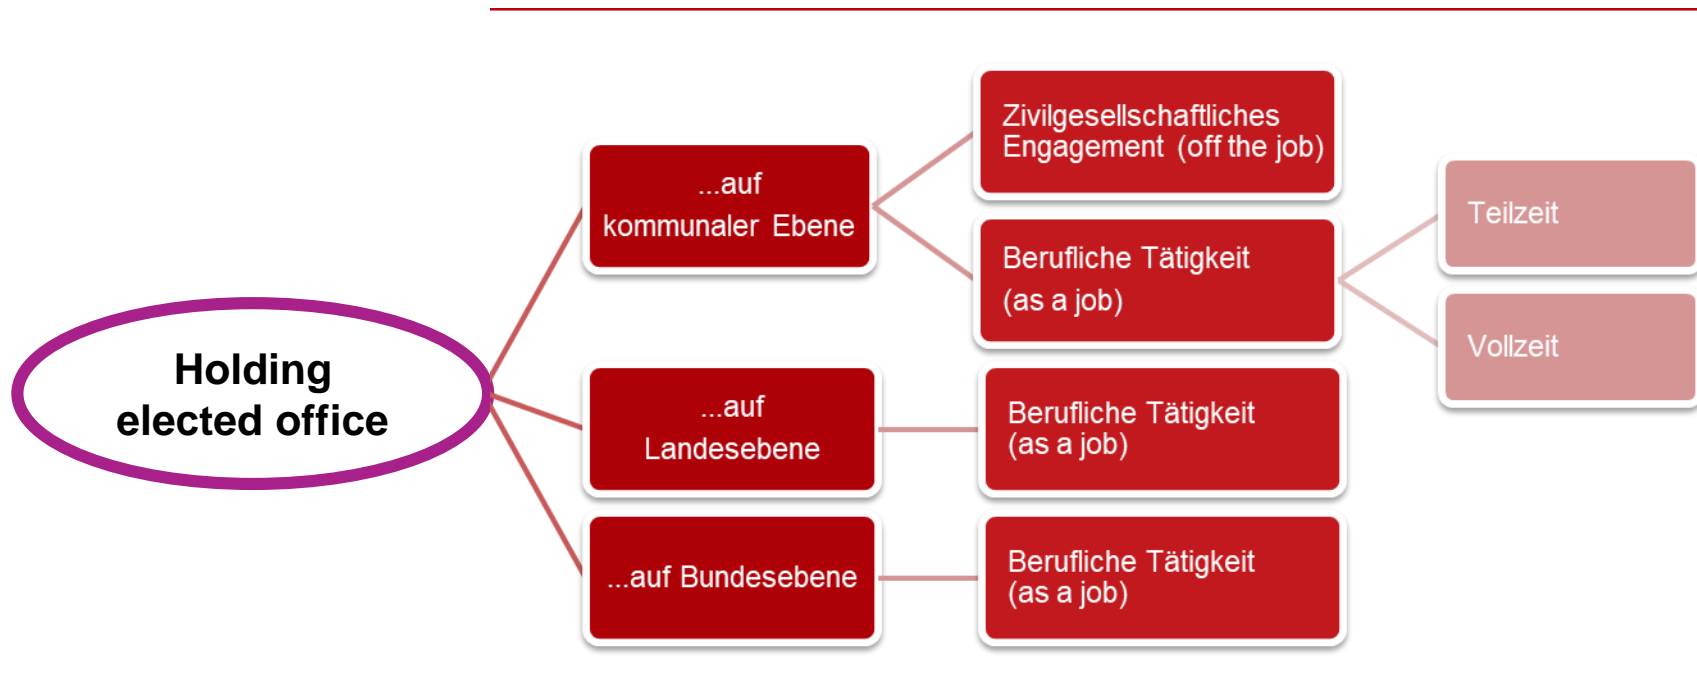 Holding
elected office
...auf
kommunaler Ebene
Zivilgesellschaftliches
Engagement (off the job)
Berufliche Tätigkeit
(as a job)
Teilzeit
Vollzeit
...auf
Landesebene
Berufliche Tätigkeit
(as a job)
...auf Bundesebene
Berufliche Tätigkeit
(as a job)